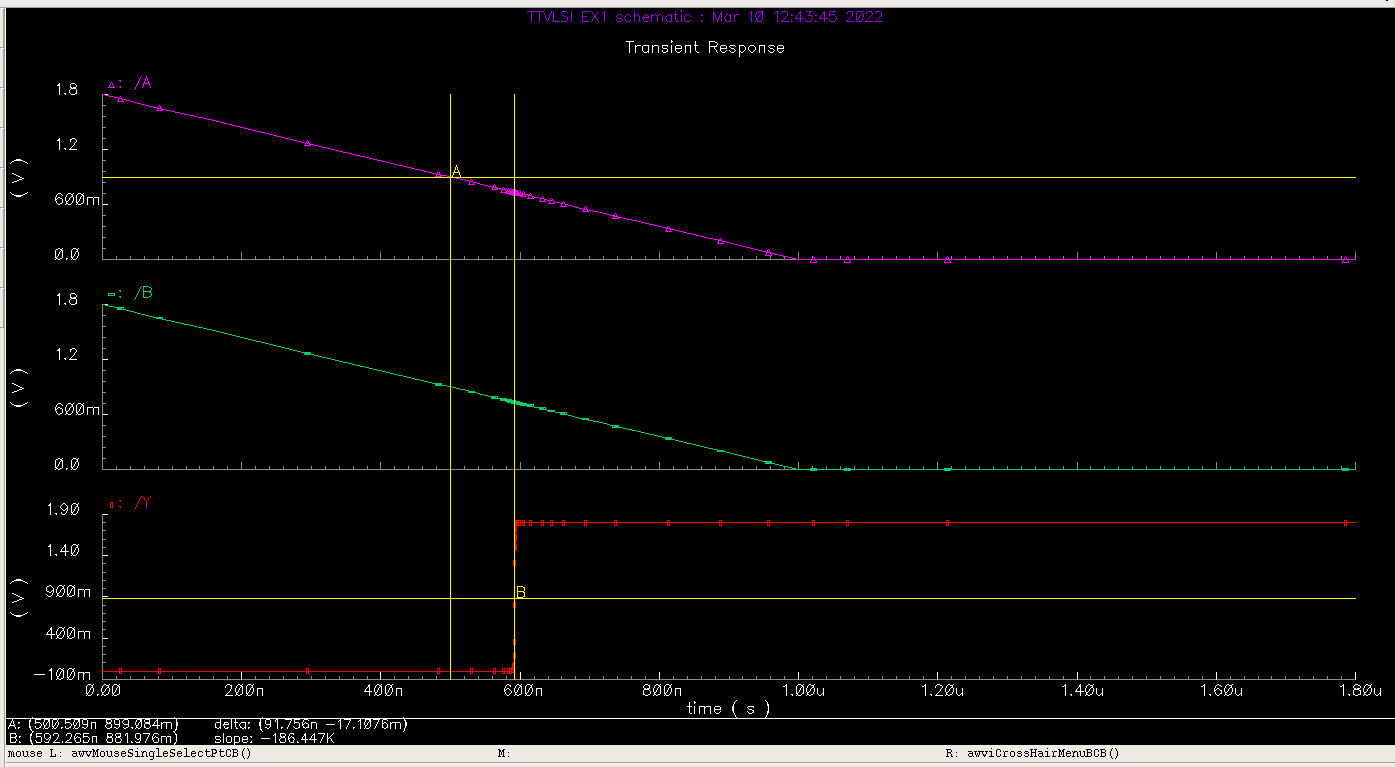 TTVLSI EX1 schematic : Mar 10 12:43:45 2022
Transient Response
△: /A
1.8
1.2
(V)
600m
0.0
A
▭: /B
1.8
1.2
(V)
600m
0.0
▯: /Y
1.90
1.40
(V)
900m
400m
-100m
B
0.00 200n 400n 600n 800n 1.00u 1.20u 1.40u 1.60u 1.80u
time ( s )
A: (500.509n 899.084m) delta: (91.756n -17.1076m)
B: (592.265n 881.976m) slope: -186.447K
mouse L: awvMouseSingleSelectPtCB() M: R: awviCrossHairMenuBCB()